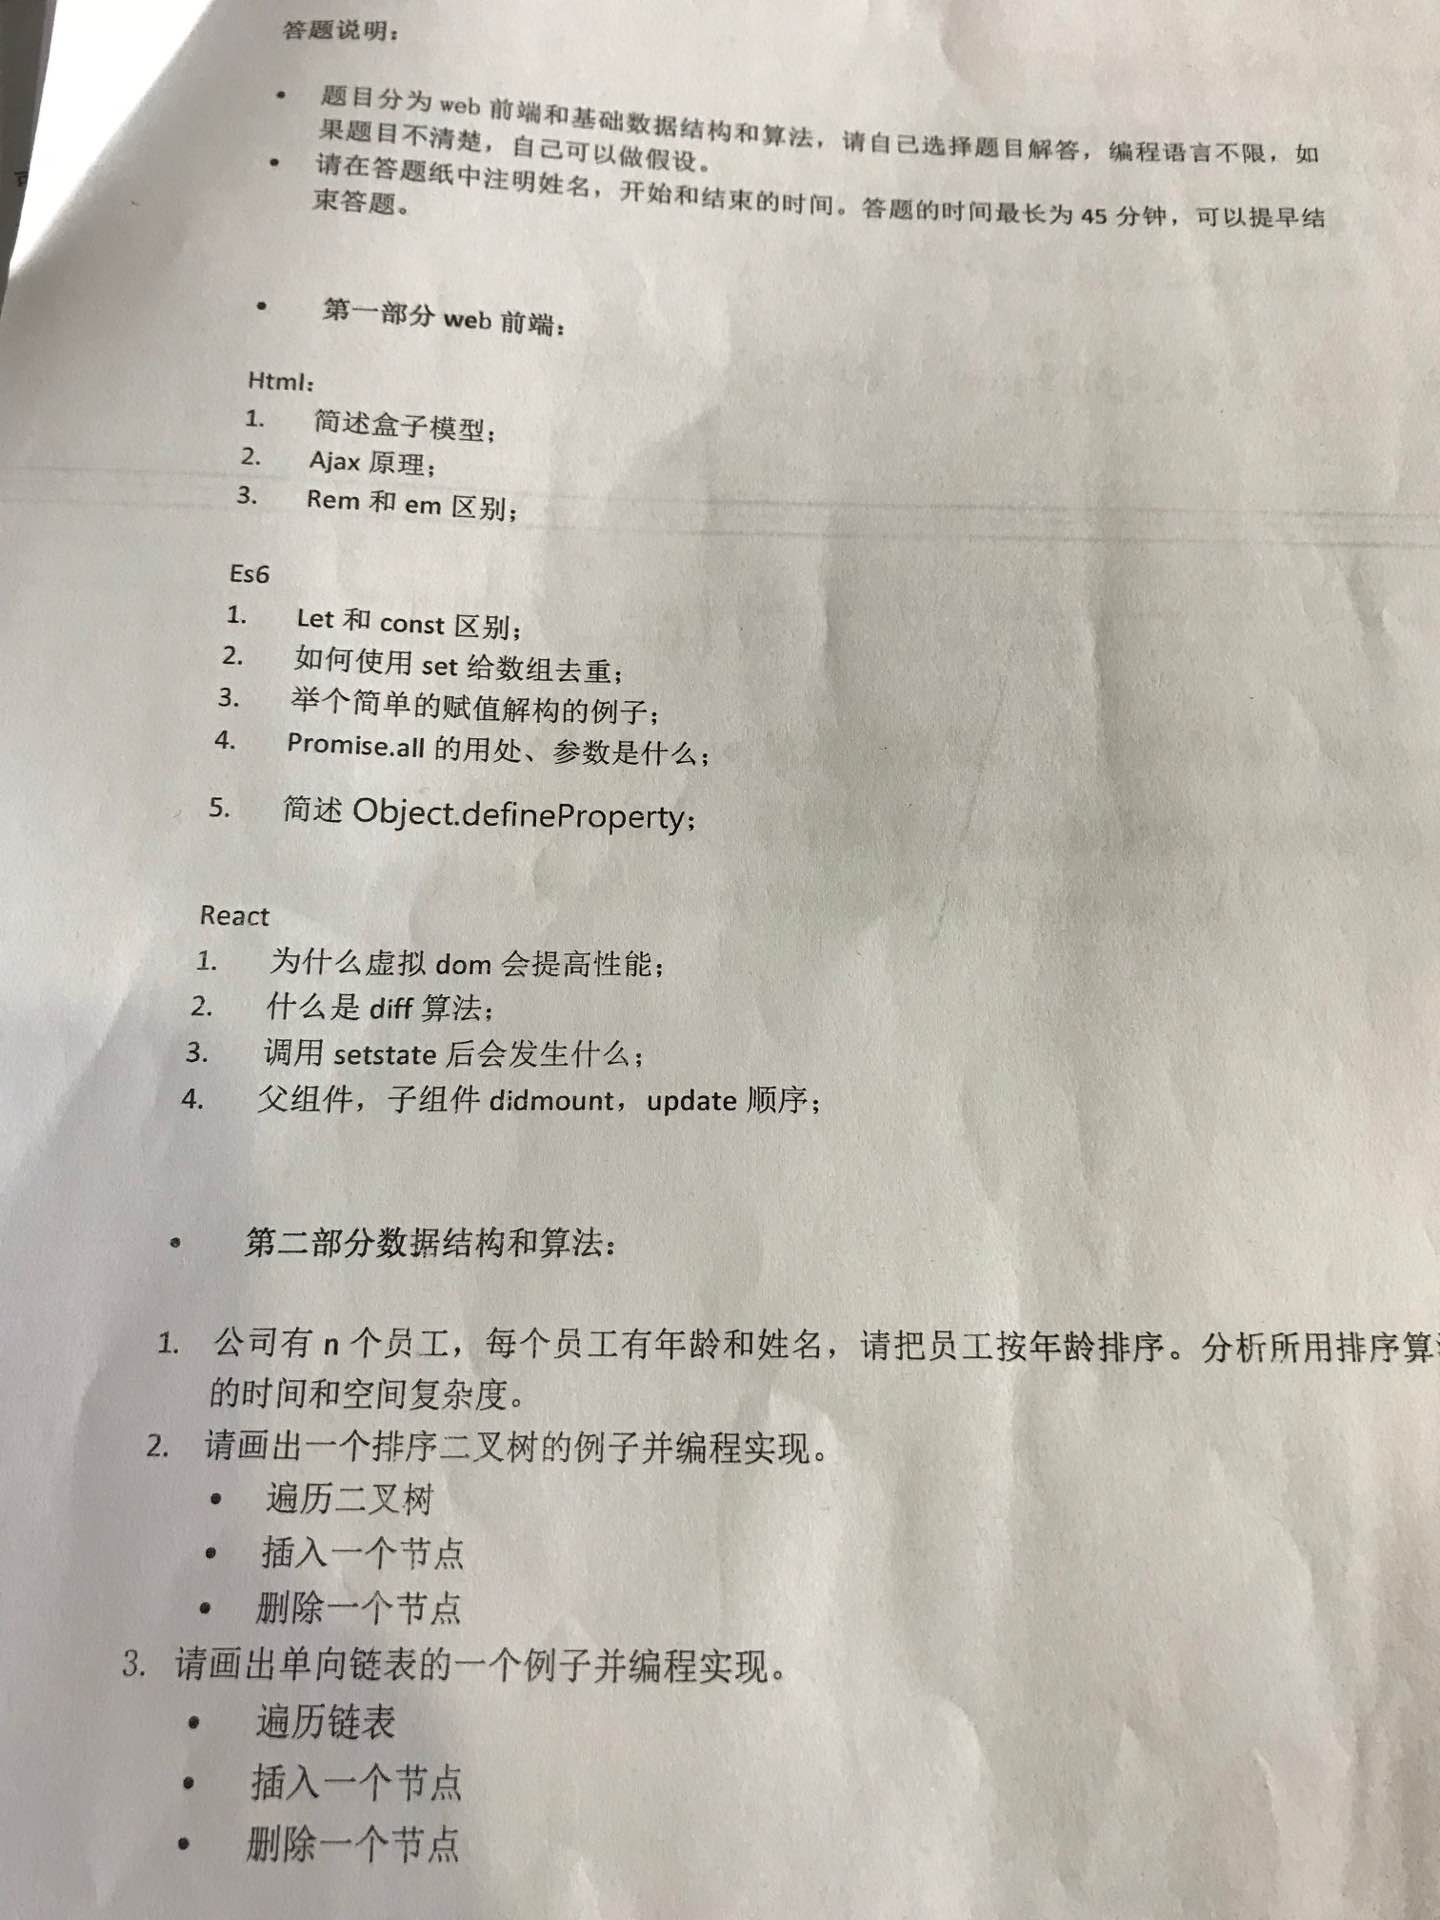 答题说明：
• 题目分为 web 前端和基础数据结构和算法，请自己选择题目解答，编程语言不限，如
果题目不清楚，自己可以做假设。
• 请在答题纸中注明姓名，开始和结束的时间。答题的时间最长为 45 分钟，可以提早结
束答题。
• 第一部分 web 前端：
Html：
1. 简述盒子模型；
2. Ajax 原理；
3. Rem 和 em 区别；
Es6
1. Let 和 const 区别；
2. 如何使用 set 给数组去重；
3. 举个简单的赋值解构的例子；
4. Promise.all 的用处、参数是什么；
5. 简述 Object.defineProperty；
React
1. 为什么虚拟 dom 会提高性能；
2. 什么是 diff 算法；
3. 调用 setstate 后会发生什么；
4. 父组件，子组件 didmount，update 顺序；
• 第二部分数据结构和算法：
1. 公司有 n 个员工，每个员工有年龄和姓名，请把员工按年龄排序。分析所用排序算
的时间和空间复杂度。
2. 请画出一个排序二叉树的例子并编程实现。
• 遍历二叉树
• 插入一个节点
• 删除一个节点
3. 请画出单向链表的一个例子并编程实现。
• 遍历链表
• 插入一个节点
• 删除一个节点